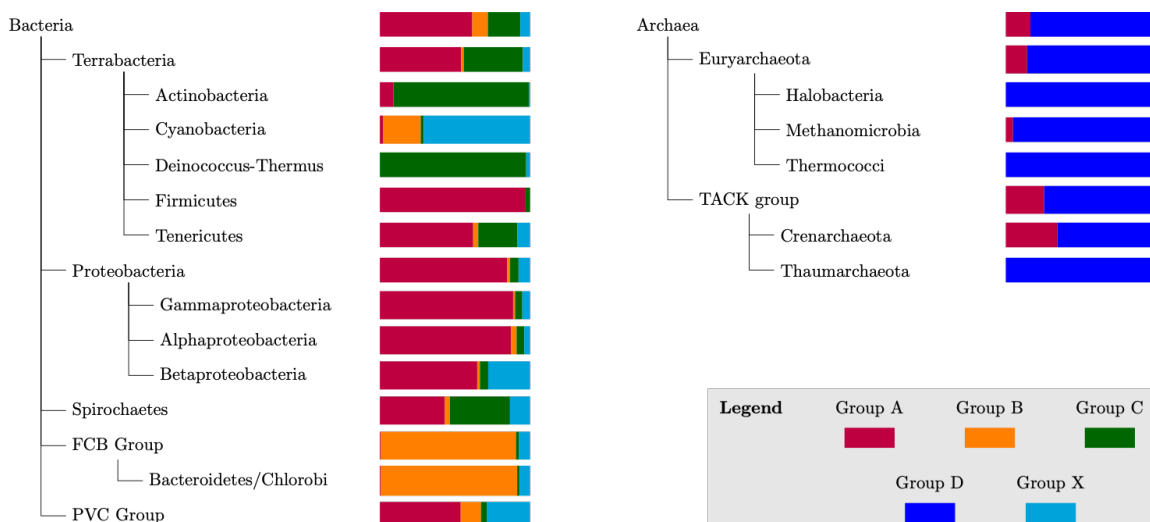 Bacteria
Terrabacteria
Actinobacteria
Cyanobacteria
Deinococcus-Thermus
Firmicutes
Tenericutes
Proteobacteria
Gammaproteobacteria
Alphaproteobacteria
Betaproteobacteria
Spirochaetes
FCB Group
Bacteroidetes/Chlorobi
PVC Group
Archaea
Euryarchaeota
Halobacteria
Methanomicrobia
Thermococci
TACK group
Crenarchaeota
Thaumarchaeota
Legend Group A Group B Group C
Group D Group X